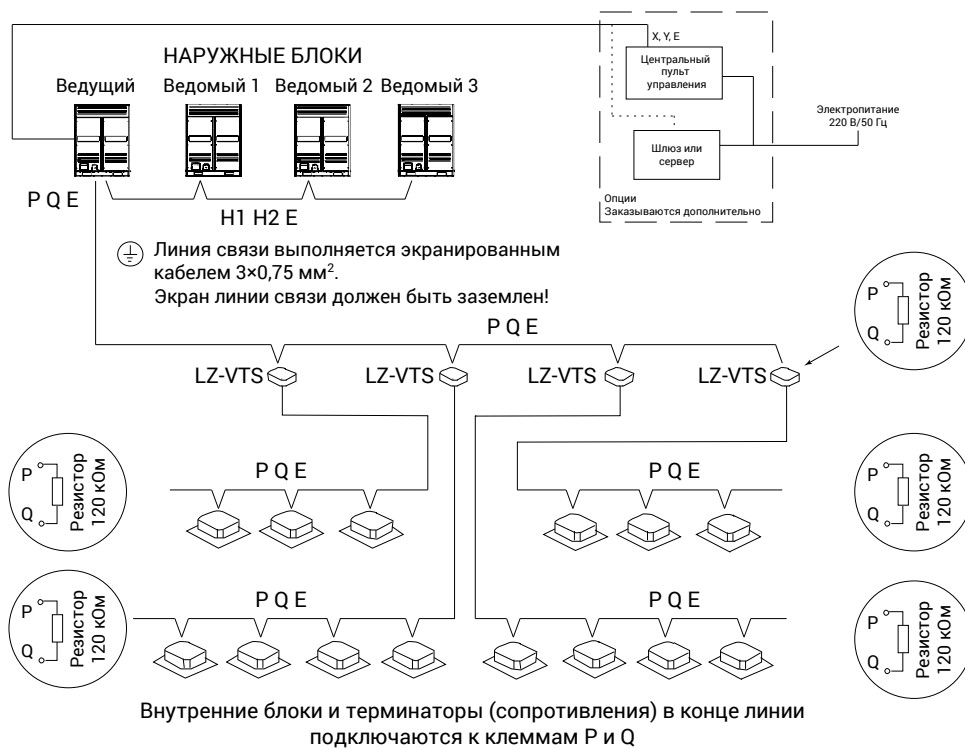 НАРУЖНЫЕ БЛОКИ
Ведущий
Ведомый 1
Ведомый 2
Ведомый 3
X, Y, E
Центральный
пульт
управления
Электропитание
220 В/50 Гц
Шлюз или
сервер
Опции
Заказываются дополнительно
P Q E
H1 H2 E
Линия связи выполняется экранированным
кабелем 3×0,75 мм².
Экран линии связи должен быть заземлен!
P Q E
P
Q
Резистор
120 кОм
LZ-VTS
LZ-VTS
LZ-VTS
LZ-VTS
P
Q
Резистор
120 кОм
P Q E
P Q E
P
Q
Резистор
120 кОм
P
Q
Резистор
120 кОм
P Q E
P Q E
P
Q
Резистор
120 кОм
Внутренние блоки и терминаторы (сопротивления) в конце линии
подключаются к клеммам P и Q